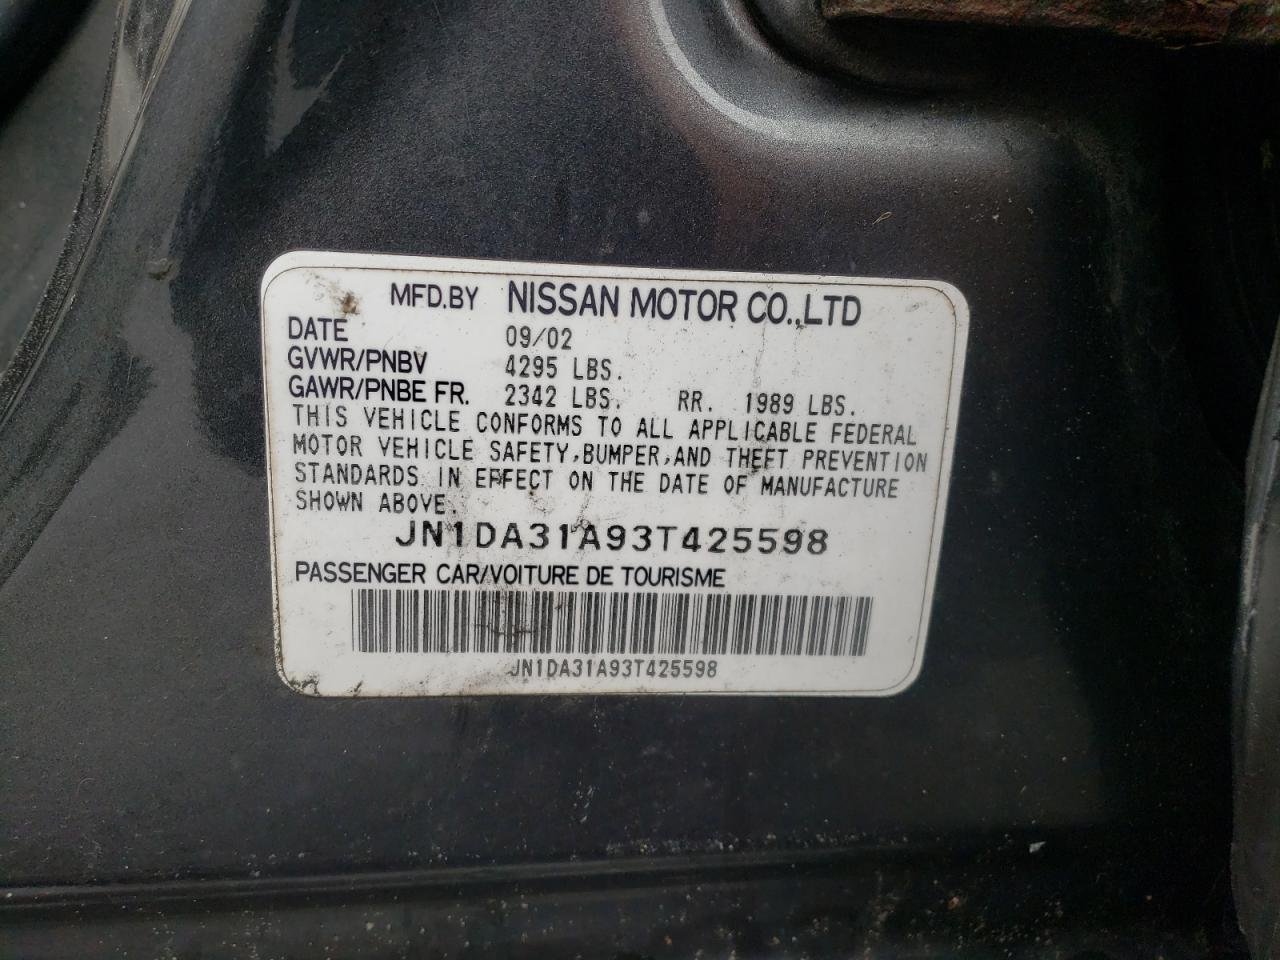 MFD.BY NISSAN MOTOR CO.,LTD
DATE 09/02
GVWR/PNBV 4295 LBS.
GAWR/PNBE FR. 2342 LBS. RR. 1989 LBS.
THIS VEHICLE CONFORMS TO ALL APPLICABLE FEDERAL
MOTOR VEHICLE SAFETY,BUMPER,AND THEFT PREVENTION
STANDARDS IN EFFECT ON THE DATE OF MANUFACTURE
SHOWN ABOVE.
JN1DA31A93T425598
PASSENGER CAR/VOITURE DE TOURISME
JN1DA31A93T425598